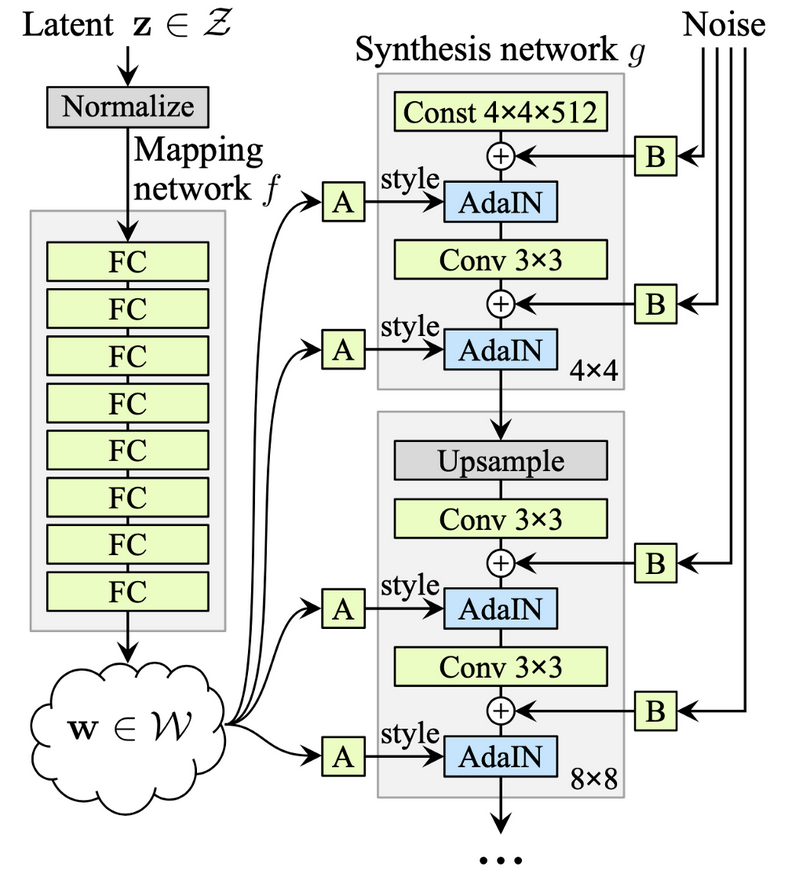 Latent z ∈ 𝒵
Normalize
Mapping
network f
FC
FC
FC
FC
FC
FC
FC
FC
w ∈ 𝒲
Synthesis network g
Noise
Const 4×4×512
+
B
A
style
AdaIN
Conv 3×3
+
B
A
style
AdaIN
4×4
Upsample
Conv 3×3
+
B
A
style
AdaIN
Conv 3×3
+
B
A
style
AdaIN
8×8
...